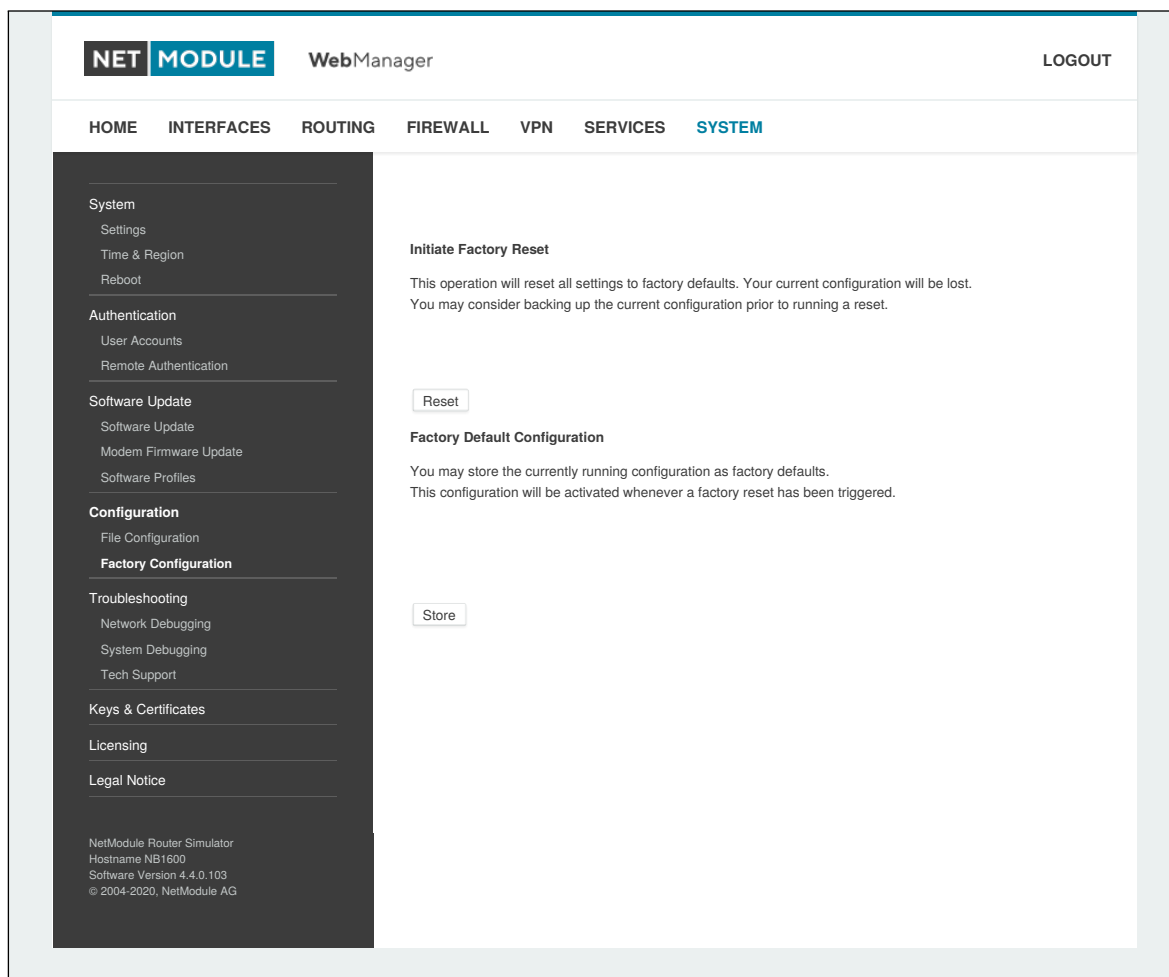 NET MODULE WebManager LOGOUT
HOME INTERFACES ROUTING FIREWALL VPN SERVICES SYSTEM
System
Settings
Time & Region
Reboot
Authentication
User Accounts
Remote Authentication
Software Update
Software Update
Modem Firmware Update
Software Profiles
Configuration
File Configuration
Factory Configuration
Troubleshooting
Network Debugging
System Debugging
Tech Support
Keys & Certificates
Licensing
Legal Notice
NetModule Router Simulator
Hostname NB1600
Software Version 4.4.0.103
© 2004-2020, NetModule AG
Initiate Factory Reset
This operation will reset all settings to factory defaults. Your current configuration will be lost.
You may consider backing up the current configuration prior to running a reset.
Reset
Factory Default Configuration
You may store the currently running configuration as factory defaults.
This configuration will be activated whenever a factory reset has been triggered.
Store